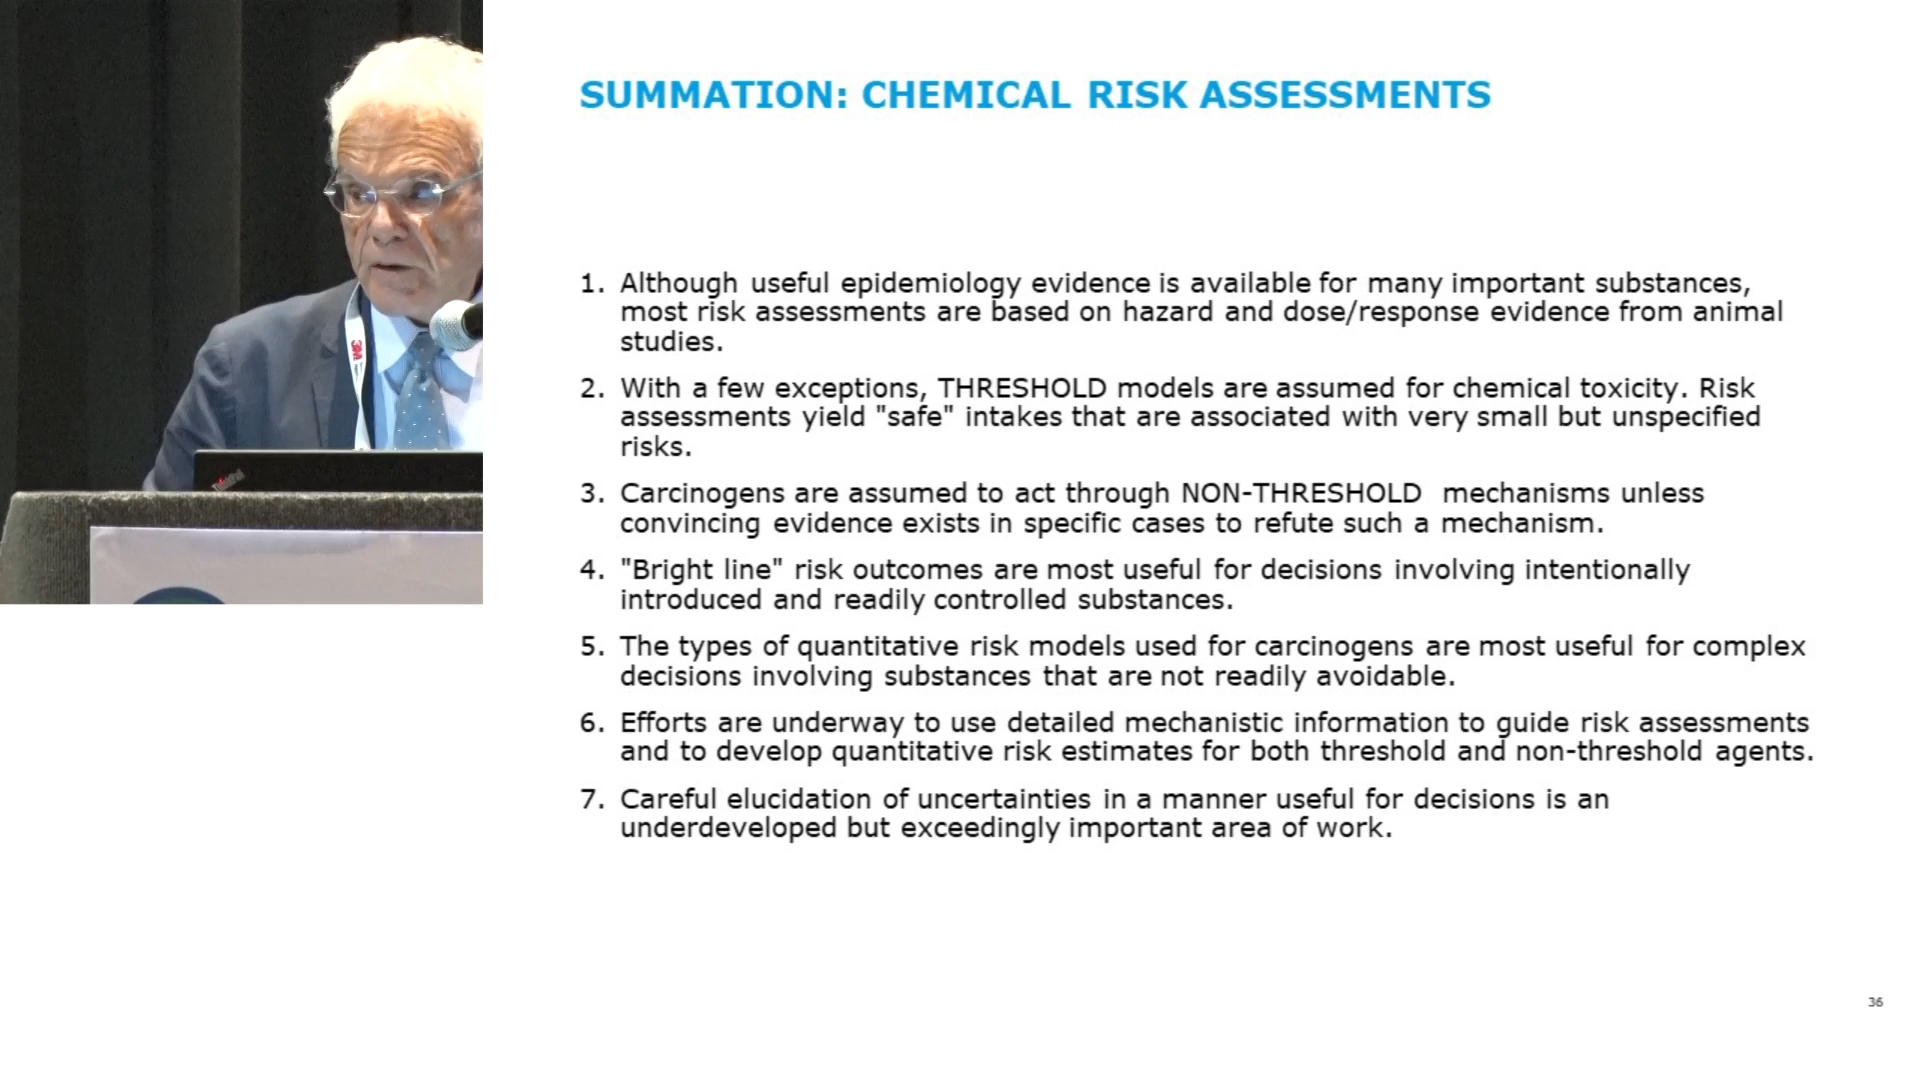 SUMMATION: CHEMICAL RISK ASSESSMENTS
1. Although useful epidemiology evidence is available for many important substances,
most risk assessments are based on hazard and dose/response evidence from animal
studies.
2. With a few exceptions, THRESHOLD models are assumed for chemical toxicity. Risk
assessments yield "safe" intakes that are associated with very small but unspecified
risks.
3. Carcinogens are assumed to act through NON-THRESHOLD mechanisms unless
convincing evidence exists in specific cases to refute such a mechanism.
4. "Bright line" risk outcomes are most useful for decisions involving intentionally
introduced and readily controlled substances.
5. The types of quantitative risk models used for carcinogens are most useful for complex
decisions involving substances that are not readily avoidable.
6. Efforts are underway to use detailed mechanistic information to guide risk assessments
and to develop quantitative risk estimates for both threshold and non-threshold agents.
7. Careful elucidation of uncertainties in a manner useful for decisions is an
underdeveloped but exceedingly important area of work.
36
3M
ThinkPad